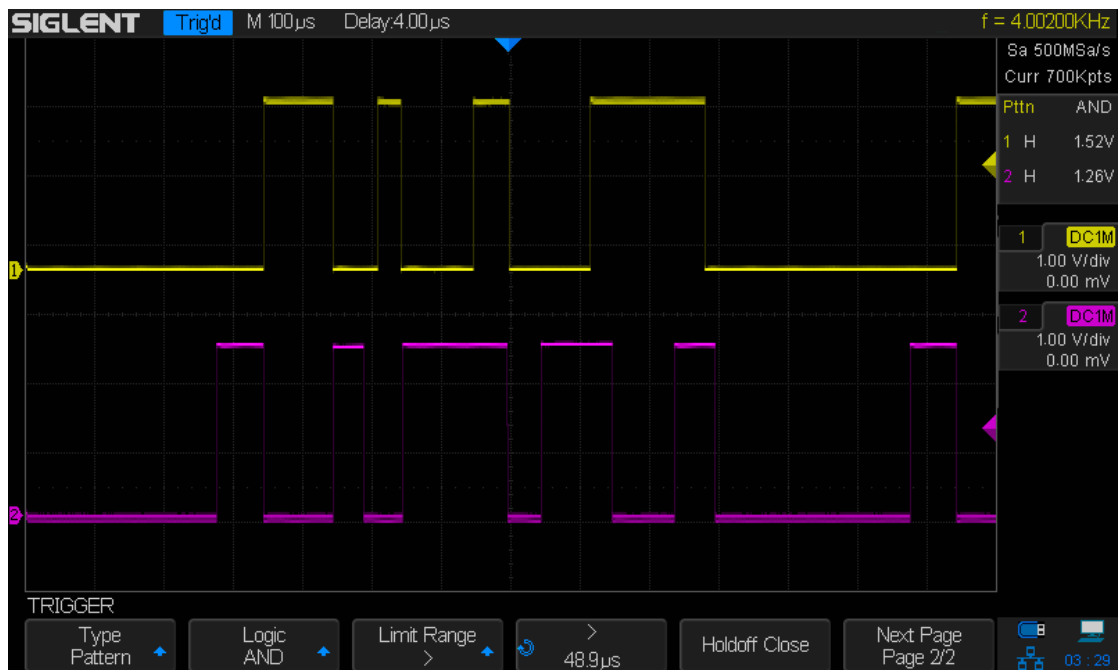 SIGLENT Trig'd M 100µs Delay:4.00µs f = 4.00200KHz
Sa 500MSa/s
Curr 700Kpts
Pttn AND
1 H 1.52V
2 H 1.26V
1 DC1M
1.00 V/div
0.00 mV
2 DC1M
1.00 V/div
0.00 mV
1
2
TRIGGER
Type Logic Limit Range > Holdoff Close Next Page
Pattern AND > 48.9µs Page 2/2
03:29